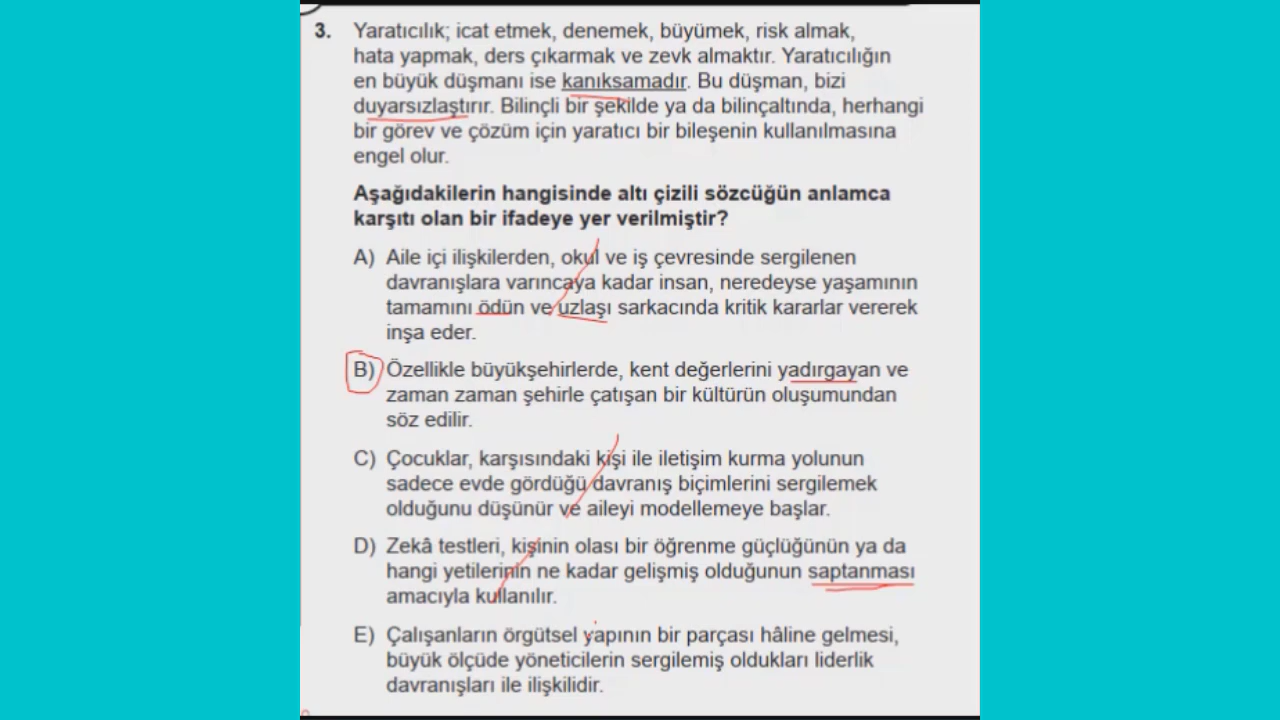 3. Yaratıcılık; icat etmek, denemek, büyümek, risk almak,
hata yapmak, ders çıkarmak ve zevk almaktır. Yaratıcılığın
en büyük düşmanı ise kanıksamadır. Bu düşman, bizi
duyarsızlaştırır. Bilinçli bir şekilde ya da bilinçaltında, herhangi
bir görev ve çözüm için yaratıcı bir bileşenin kullanılmasına
engel olur.
Aşağıdakilerin hangisinde altı çizili sözcüğün anlamca
karşıtı olan bir ifadeye yer verilmiştir?
A) Aile içi ilişkilerden, okul ve iş çevresinde sergilenen
davranışlara varıncaya kadar insan, neredeyse yaşamının
tamamını ödün ve uzlaşı sarkacında kritik kararlar vererek
inşa eder.
B) Özellikle büyükşehirlerde, kent değerlerini yadırgayan ve
zaman zaman şehirle çatışan bir kültürün oluşumundan
söz edilir.
C) Çocuklar, karşısındaki kişi ile iletişim kurma yolunun
sadece evde gördüğü davranış biçimlerini sergilemek
olduğunu düşünür ve aileyi modellemeye başlar.
D) Zekâ testleri, kişinin olası bir öğrenme güçlüğünün ya da
hangi yetilerinin ne kadar gelişmiş olduğunun saptanması
amacıyla kullanılır.
E) Çalışanların örgütsel yapının bir parçası hâline gelmesi,
büyük ölçüde yöneticilerin sergilemiş oldukları liderlik
davranışları ile ilişkilidir.